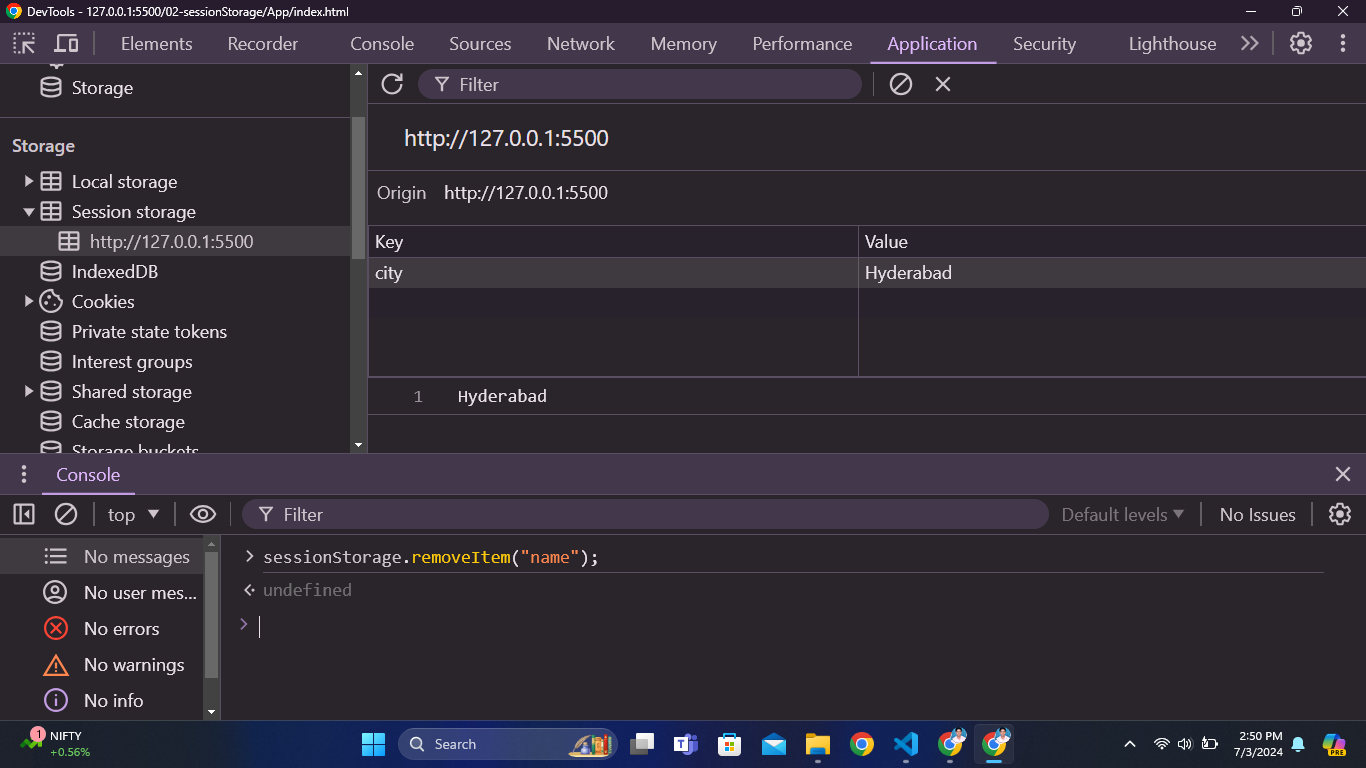 DevTools - 127.0.0.1:5500/02-sessionStorage/App/index.html
Elements Recorder Console Sources Network Memory Performance Application Security Lighthouse
Storage
Filter
Storage
Local storage
Session storage
http://127.0.0.1:5500
IndexedDB
Cookies
Private state tokens
Interest groups
Shared storage
Cache storage
Storage buckets
http://127.0.0.1:5500
Origin http://127.0.0.1:5500
Key Value
city Hyderabad
1 Hyderabad
Console
top Filter Default levels No Issues
No messages
No user mes...
No errors
No warnings
No info
sessionStorage.removeItem("name");
undefined
1 NIFTY
+0.56%
Search
2:50 PM
7/3/2024
PRE